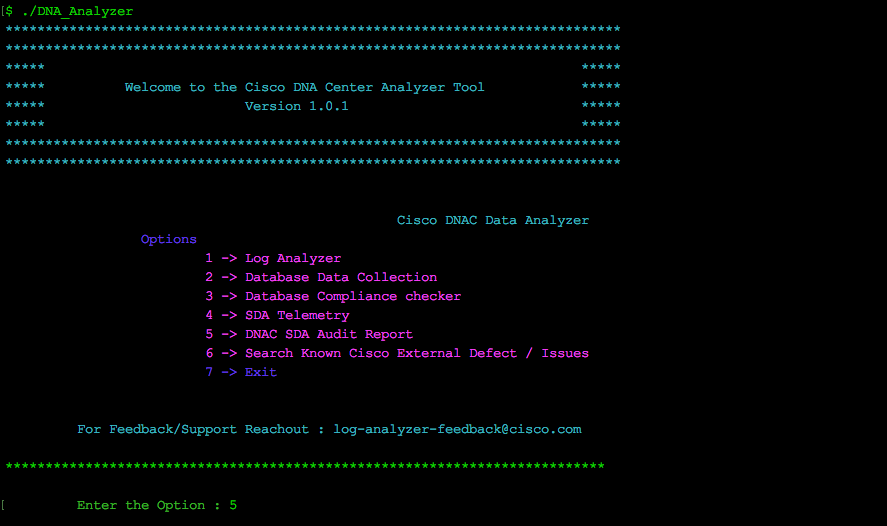 [$ ./DNA_Analyzer
*****************************************************************************
*****************************************************************************
***** *****
***** Welcome to the Cisco DNA Center Analyzer Tool *****
***** Version 1.0.1 *****
***** *****
*****************************************************************************
*****************************************************************************
Cisco DNAC Data Analyzer
Options
1 -> Log Analyzer
2 -> Database Data Collection
3 -> Database Compliance checker
4 -> SDA Telemetry
5 -> DNAC SDA Audit Report
6 -> Search Known Cisco External Defect / Issues
7 -> Exit
For Feedback/Support Reachout : log-analyzer-feedback@cisco.com
***************************************************************************
[ Enter the Option : 5